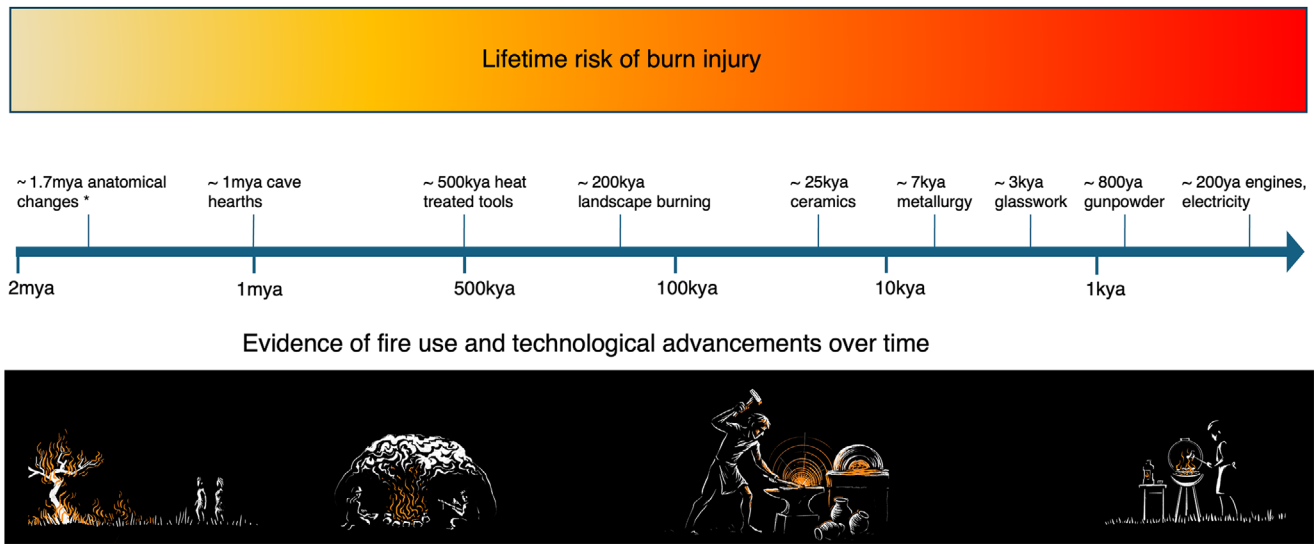 Lifetime risk of burn injury
~ 1.7mya anatomical
changes *
~ 1mya cave
hearths
~ 500kya heat
treated tools
~ 200kya
landscape burning
~ 25kya
ceramics
~ 7kya
metallurgy
~ 3kya
glasswork
~ 800ya
gunpowder
~ 200ya engines,
electricity
2mya
1mya
500kya
100kya
10kya
1kya
Evidence of fire use and technological advancements over time